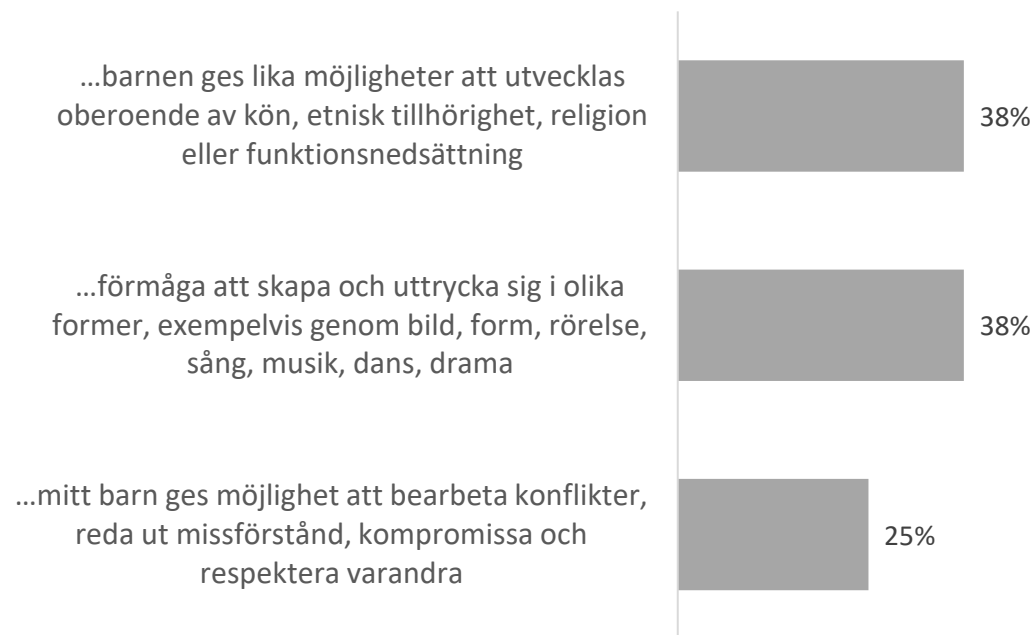 ...barnen ges lika möjligheter att utvecklas
oberoende av kön, etnisk tillhörighet, religion
eller funktionsnedsättning
38%
...förmåga att skapa och uttrycka sig i olika
former, exempelvis genom bild, form, rörelse,
sång, musik, dans, drama
38%
...mitt barn ges möjlighet att bearbeta konflikter,
reda ut missförstånd, kompromissa och
respektera varandra
25%